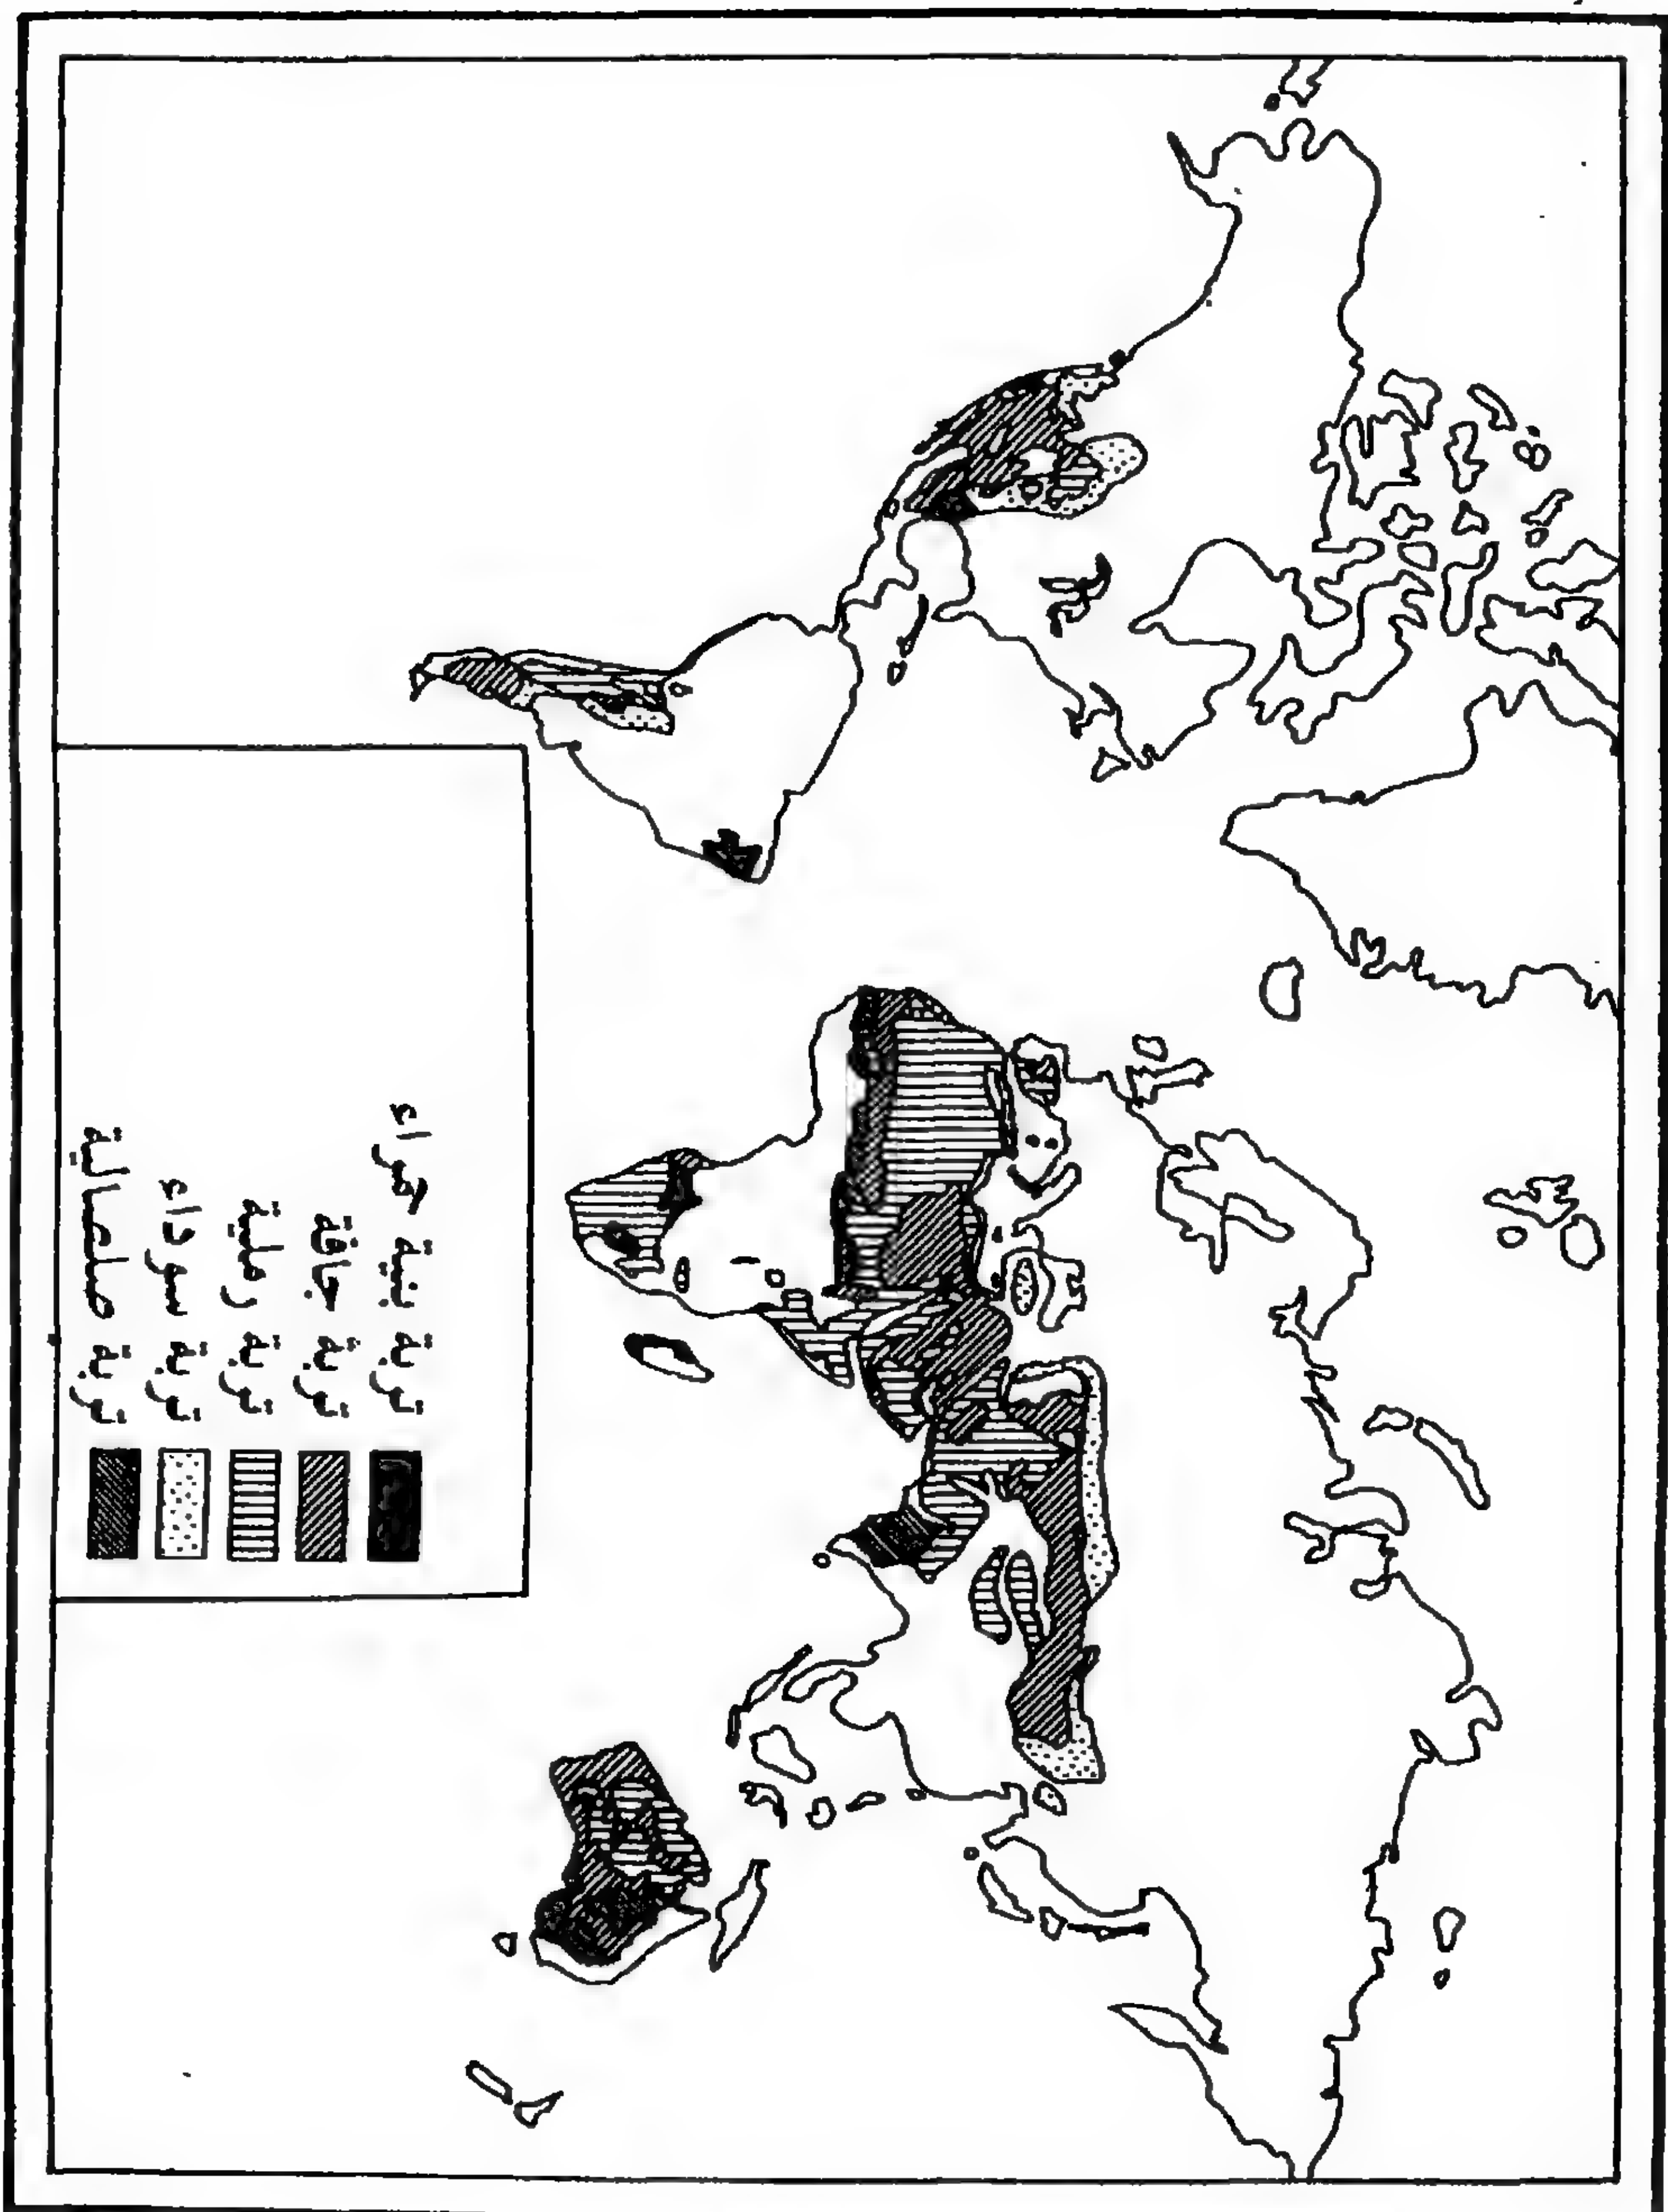 تربة بنية حمراء
تربة جافة
تربة رملية
تربة سوداء
تربة صلصالية